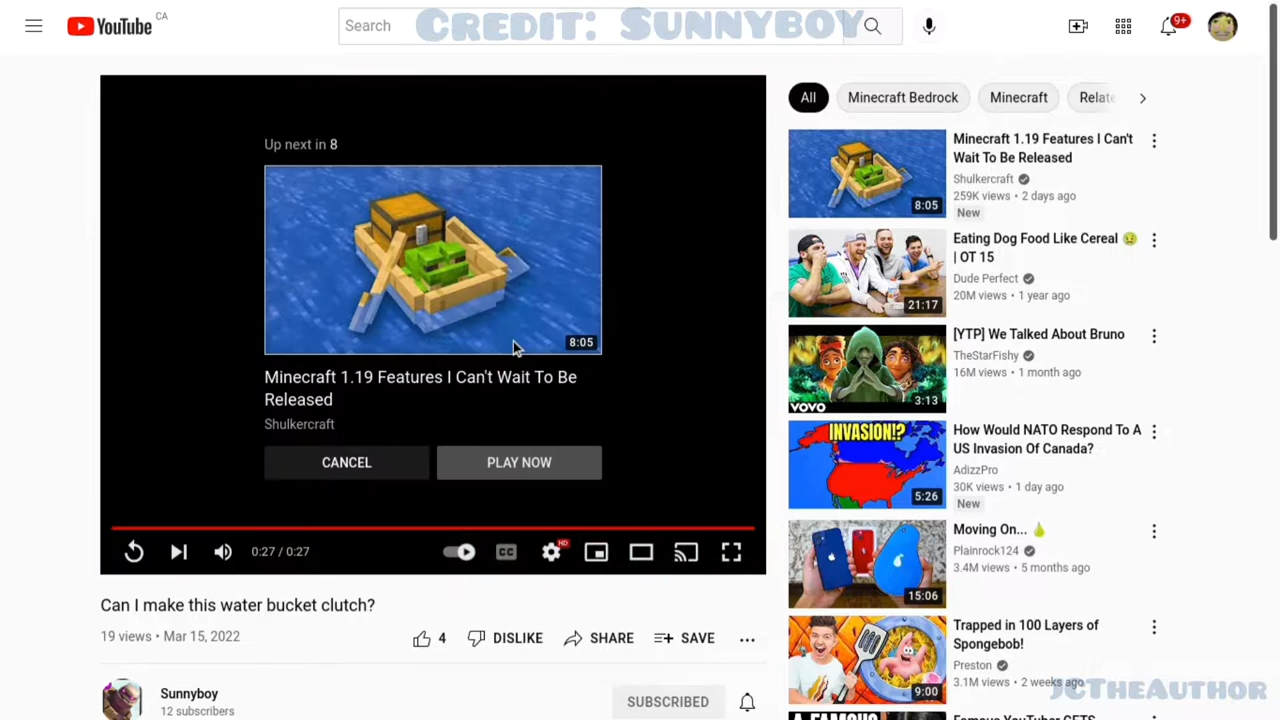 YouTube CA
Search
Credit: Sunnyboy
9+
Up next in 8
8:05
Minecraft 1.19 Features I Can't Wait To Be
Released
Shulkercraft
CANCEL
PLAY NOW
0:27 / 0:27
CC
HD
Can I make this water bucket clutch?
19 views • Mar 15, 2022
4
DISLIKE
SHARE
SAVE
Sunnyboy
12 subscribers
SUBSCRIBED
All
Minecraft Bedrock
Minecraft
Relate
8:05
Minecraft 1.19 Features I Can't
Wait To Be Released
Shulkercraft
259K views • 2 days ago
New
21:17
Eating Dog Food Like Cereal 🤢
| OT 15
Dude Perfect
20M views • 1 year ago
VOVO
3:13
[YTP] We Talked About Bruno
TheStarFishy
16M views • 1 month ago
INVASION!?
5:26
How Would NATO Respond To A
US Invasion Of Canada?
AdizzPro
30K views • 1 day ago
New
15:06
Moving On... 🍐
Plainrock124
3.4M views • 5 months ago
9:00
Trapped in 100 Layers of
Spongebob!
Preston
3.1M views • 2 weeks ago
JCTheAuthor